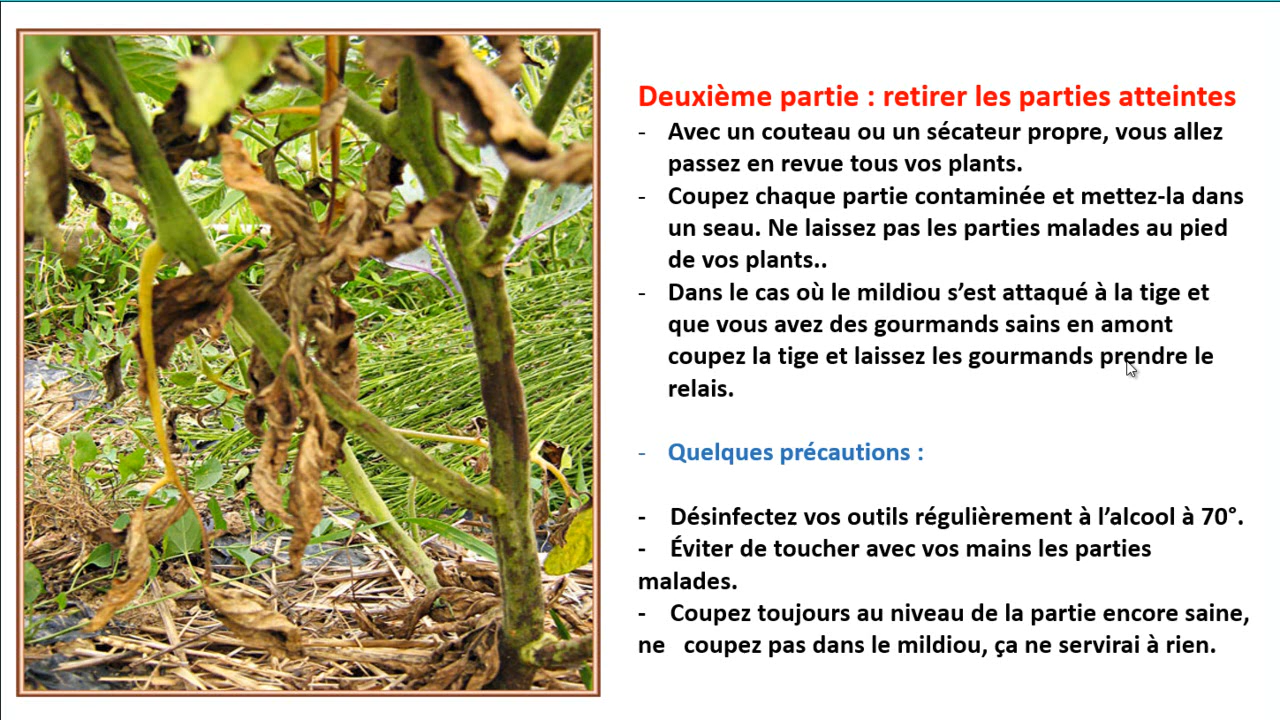 Deuxième partie : retirer les parties atteintes
- Avec un couteau ou un sécateur propre, vous allez
passez en revue tous vos plants.
- Coupez chaque partie contaminée et mettez-la dans
un seau. Ne laissez pas les parties malades au pied
de vos plants..
- Dans le cas où le mildiou s’est attaqué à la tige et
que vous avez des gourmands sains en amont
coupez la tige et laissez les gourmands prendre le
relais.
- Quelques précautions :
- Désinfectez vos outils régulièrement à l’alcool à 70°.
- Éviter de toucher avec vos mains les parties
malades.
- Coupez toujours au niveau de la partie encore saine,
ne coupez pas dans le mildiou, ça ne servirai à rien.